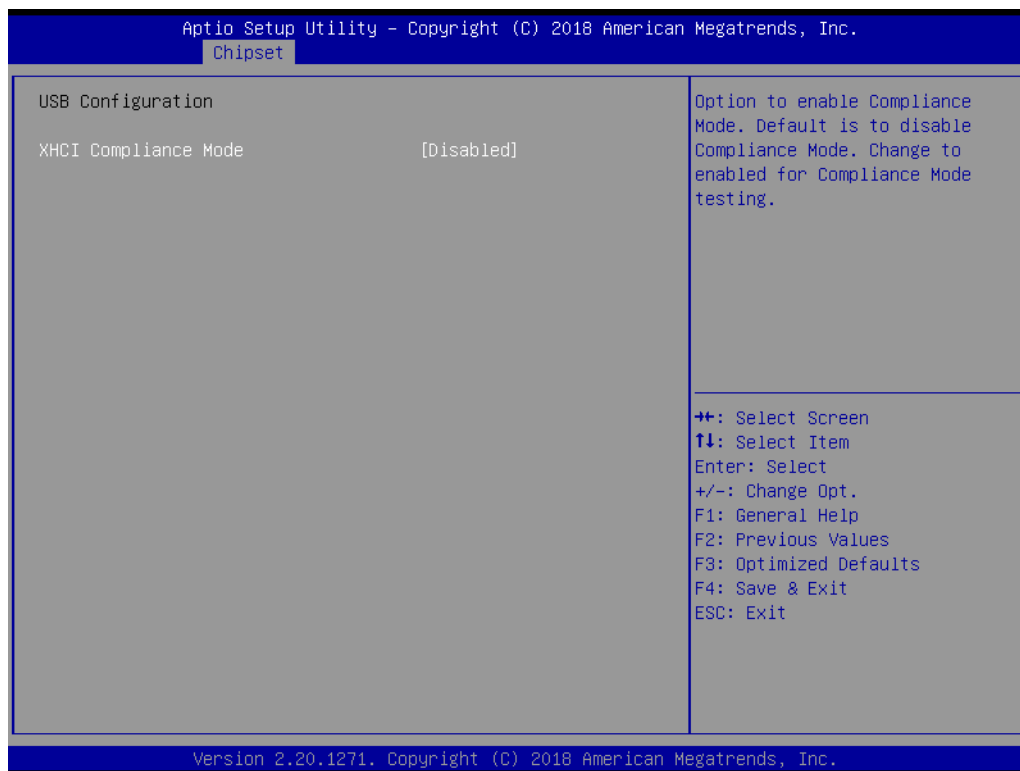 Aptio Setup Utility – Copyright (C) 2018 American Megatrends, Inc.
Chipset
USB Configuration
XHCI Compliance Mode [Disabled]
Option to enable Compliance
Mode. Default is to disable
Compliance Mode. Change to
enabled for Compliance Mode
testing.
→←: Select Screen
↑↓: Select Item
Enter: Select
+/-: Change Opt.
F1: General Help
F2: Previous Values
F3: Optimized Defaults
F4: Save & Exit
ESC: Exit
Version 2.20.1271. Copyright (C) 2018 American Megatrends, Inc.